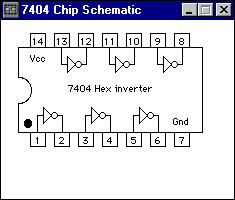 7404 Chip Schematic
14 13 12 11 10 9 8
Vcc
7404 Hex inverter
Gnd
1 2 3 4 5 6 7